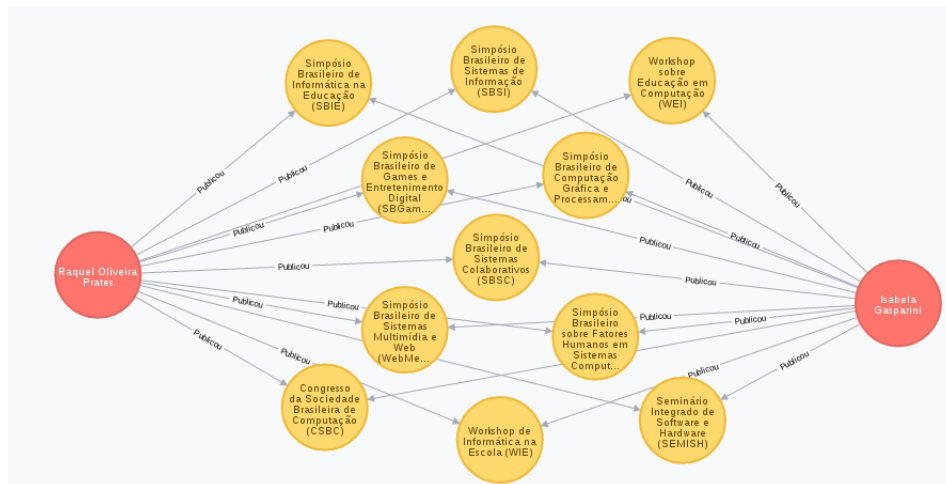 Simpósio
Brasileiro de
Informática na
Educação
(SBIE)
Simpósio
Brasileiro de
Sistemas de
Informação
(SBSI)
Workshop
sobre
Educação em
Computação
(WEI)
Publicou
Publicou
Publicou
Publicou
Simpósio
Brasileiro de
Games e
Entretenimento
Digital
(SBGam...
Simpósio
Brasileiro de
Computação
Gráfica e
Processam...
Publicou
Publicou
Publicou
Publicou
Raquel Oliveira
Prates
Publicou
Simpósio
Brasileiro de
Sistemas
Colaborativos
(SBSC)
Publicou
Isabela
Gasparini
Publicou
Publicou
Simpósio
Brasileiro de
Sistemas
Multimídia e
Web
(WebMe...
Simpósio
Brasileiro
sobre Fatores
Humanos em
Sistemas
Comput...
Publicou
Publicou
Publicou
Publicou
Publicou
Congresso
da Sociedade
Brasileira de
Computação
(CSBC)
Workshop de
Informática na
Escola (WIE)
Seminário
Integrado de
Software e
Hardware
(SEMISH)